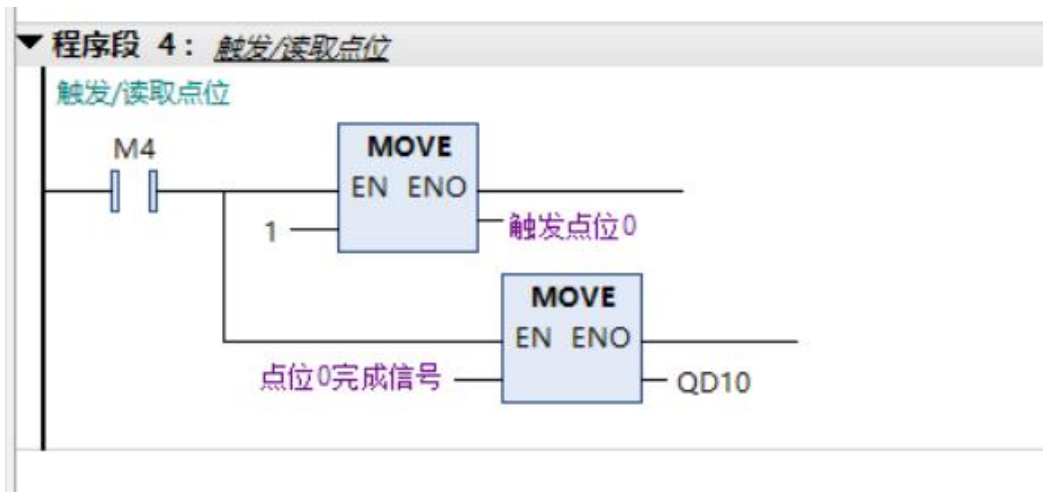 程序段 4: 触发/读取点位
触发/读取点位
M4
MOVE
EN ENO
1
触发点位0
MOVE
EN ENO
点位0完成信号
QD10